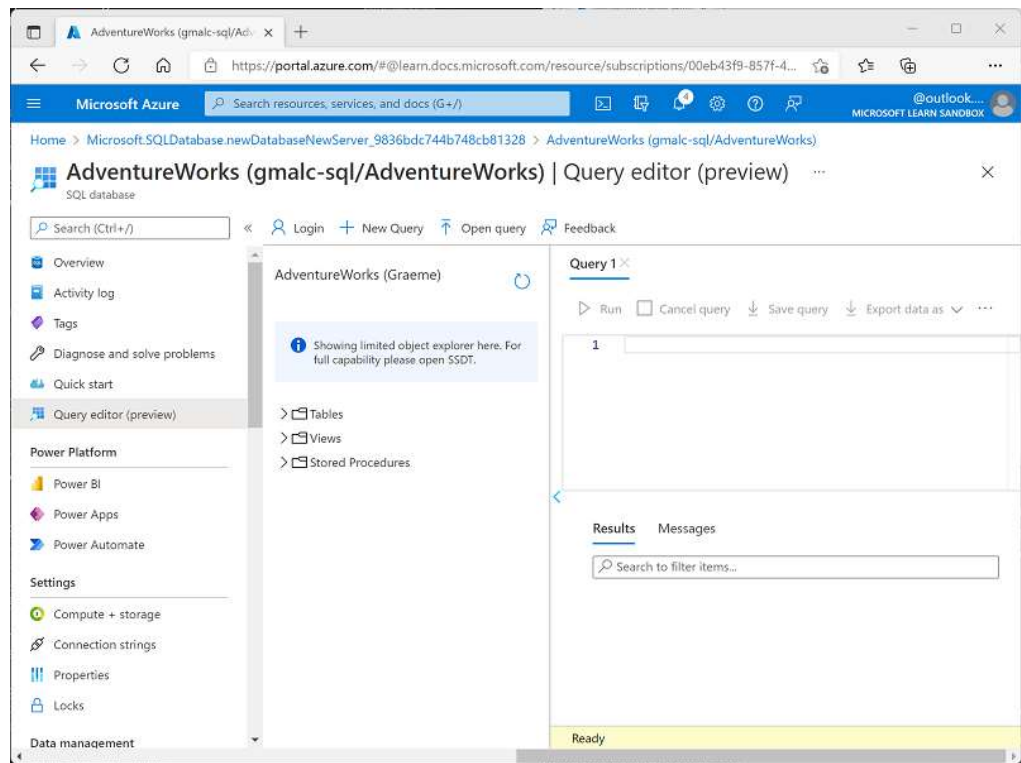 AdventureWorks (gmalc-sql/Adv
https://portal.azure.com/#@learn.docs.microsoft.com/resource/subscriptions/00eb43f9-857f-4...
Microsoft Azure
Search resources, services, and docs (G+/)
4
@outlook....
MICROSOFT LEARN SANDBOX
Home > Microsoft.SQLDatabase.newDatabaseNewServer_9836bdc744b748cb81328 > AdventureWorks (gmalc-sql/AdventureWorks)
AdventureWorks (gmalc-sql/AdventureWorks) | Query editor (preview) ...
SQL database
Search (Ctrl+/)
«
Login
New Query
Open query
Feedback
Overview
Activity log
Tags
Diagnose and solve problems
Quick start
Query editor (preview)
Power Platform
Power BI
Power Apps
Power Automate
Settings
Compute + storage
Connection strings
Properties
Locks
Data management
AdventureWorks (Graeme)
Showing limited object explorer here. For
full capability please open SSDT.
Tables
Views
Stored Procedures
Query 1
Run
Cancel query
Save query
Export data as
...
1
Results
Messages
Search to filter items...
Ready